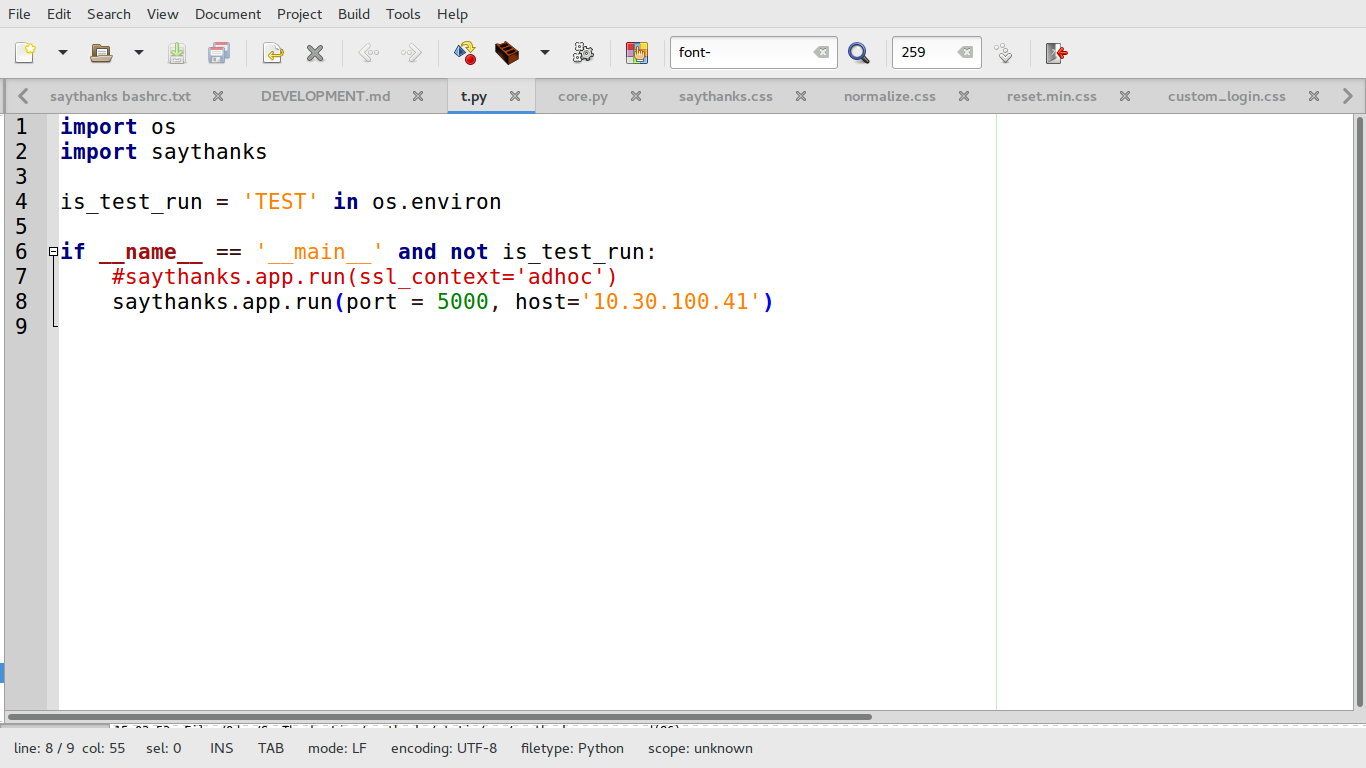 File Edit Search View Document Project Build Tools Help
font- 259
saythanks bashrc.txt DEVELOPMENT.md t.py core.py saythanks.css normalize.css reset.min.css custom_login.css
1 import os
2 import saythanks
3
4 is_test_run = 'TEST' in os.environ
5
6 if __name__ == '__main__' and not is_test_run:
7 #saythanks.app.run(ssl_context='adhoc')
8 saythanks.app.run(port = 5000, host='10.30.100.41')
9
line: 8 / 9 col: 55 sel: 0 INS TAB mode: LF encoding: UTF-8 filetype: Python scope: unknown